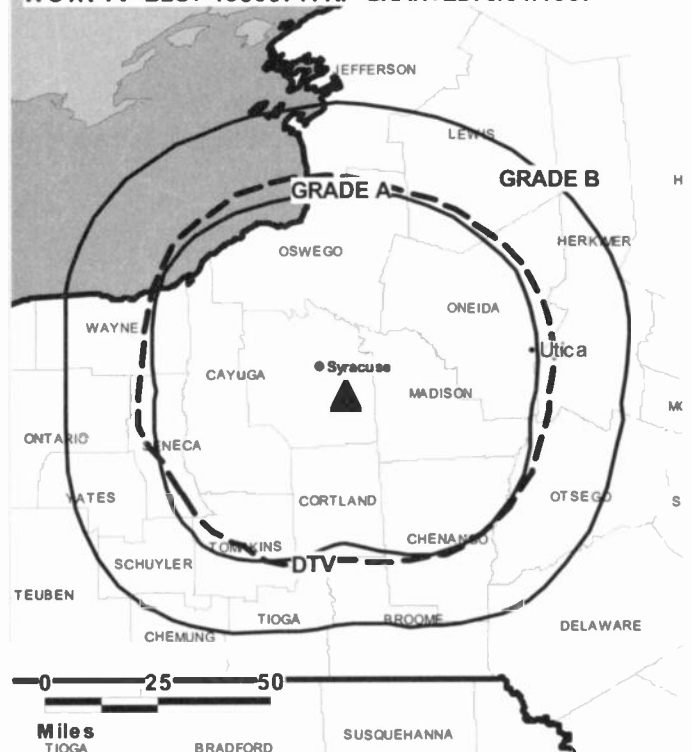 JEFFERSON
LEWIS
GRADE B
H
GRADE A
HERKIMER
OSWEGO
ONEIDA
WAYNE
Utica
Syracuse
CAYUGA
MADISON
ONTARIO
SENECA
YATES
CORTLAND
OTSEGO
S
CHENANGO
TOMPKINS
DTV
SCHUYLER
TEUBEN
TIOGA
BROOME
DELAWARE
CHEMUNG
0 25 50
Miles
SUSQUEHANNA
TIOGA
BRADFORD